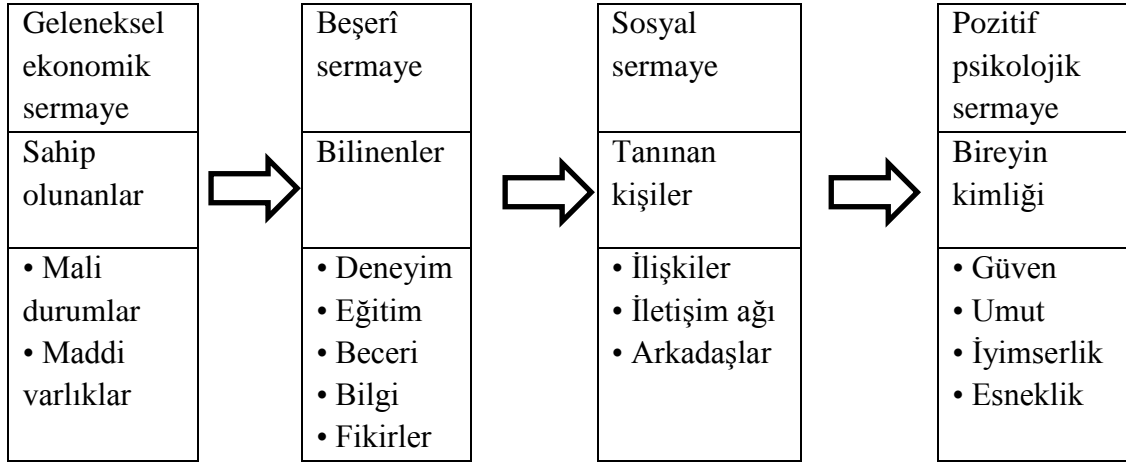 Geleneksel
ekonomik
sermaye
Sahip
olunanlar
• Mali
durumlar
• Maddi
varlıklar
Beşerî
sermaye
Bilinenler
• Deneyim
• Eğitim
• Beceri
• Bilgi
• Fikirler
Sosyal
sermaye
Tanınan
kişiler
• İlişkiler
• İletişim ağı
• Arkadaşlar
Pozitif
psikolojik
sermaye
Bireyin
kimliği
• Güven
• Umut
• İyimserlik
• Esneklik